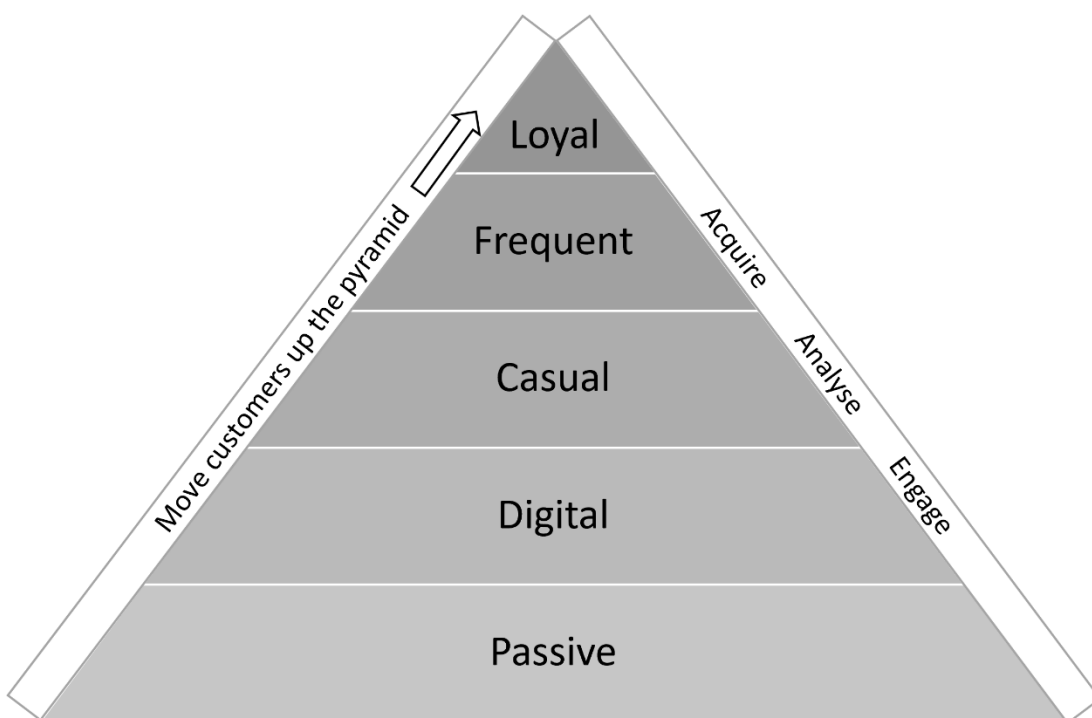 Loyal
Frequent
Casual
Digital
Passive
Move customers up the pyramid
Acquire
Analyse
Engage